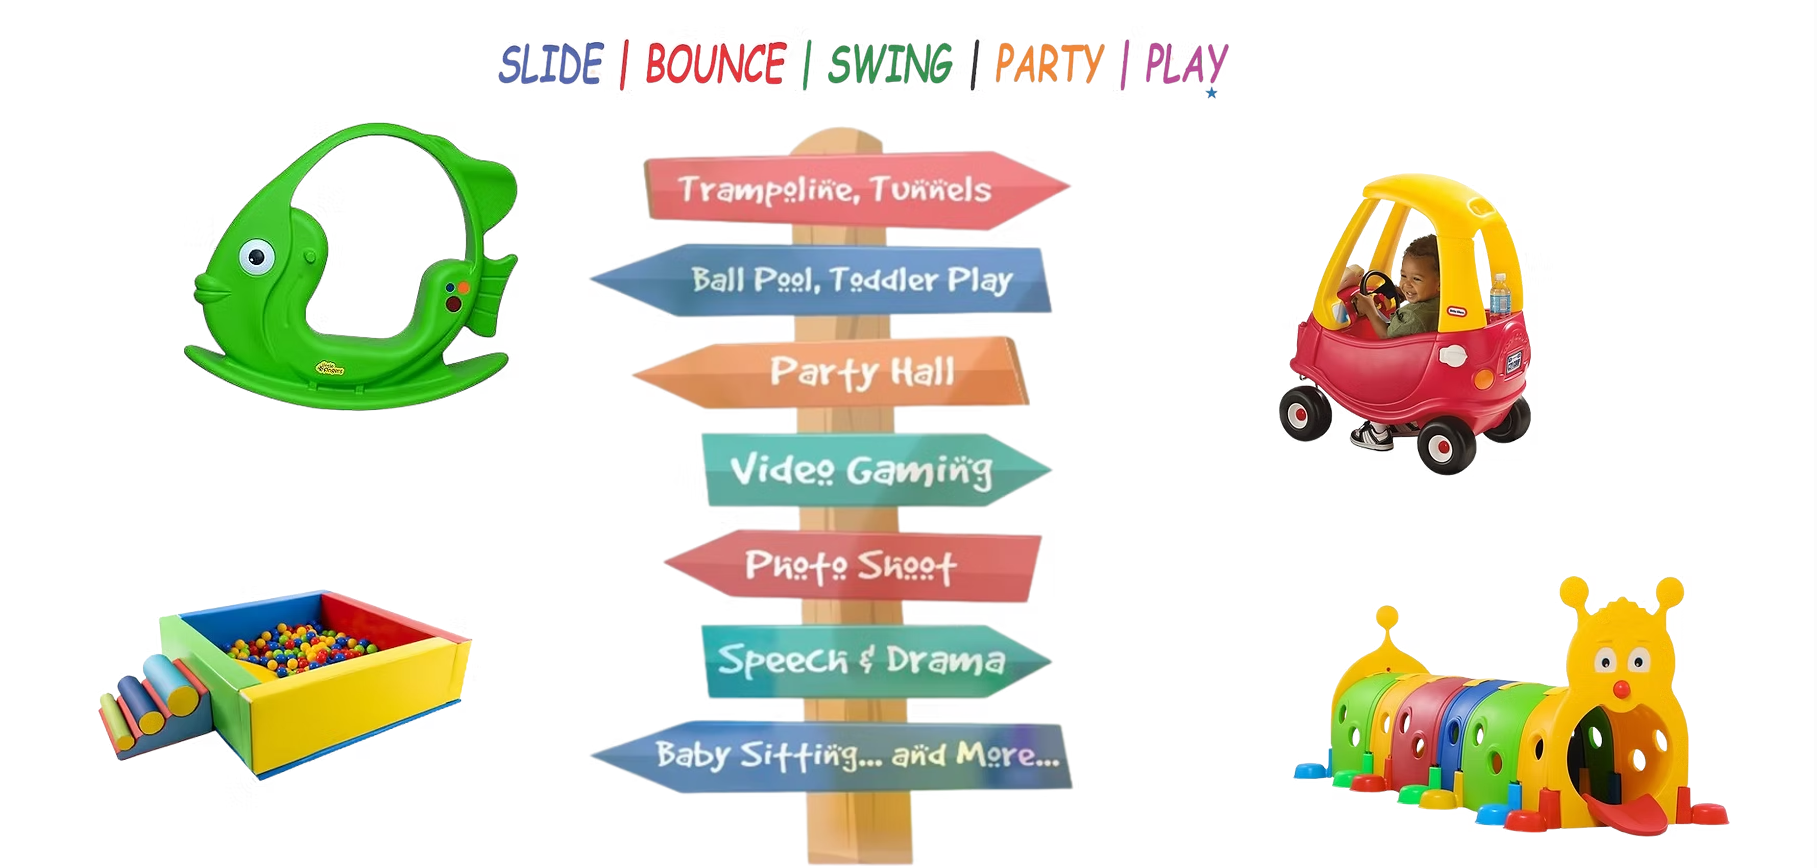 SLIDE | BOUNCE | SWING | PARTY | PLAY
Trampoline, Tunnels
Ball Pool, Toddler Play
Party Hall
Video Gaming
Photo Shoot
Speech & Drama
Baby Sitting... and More...